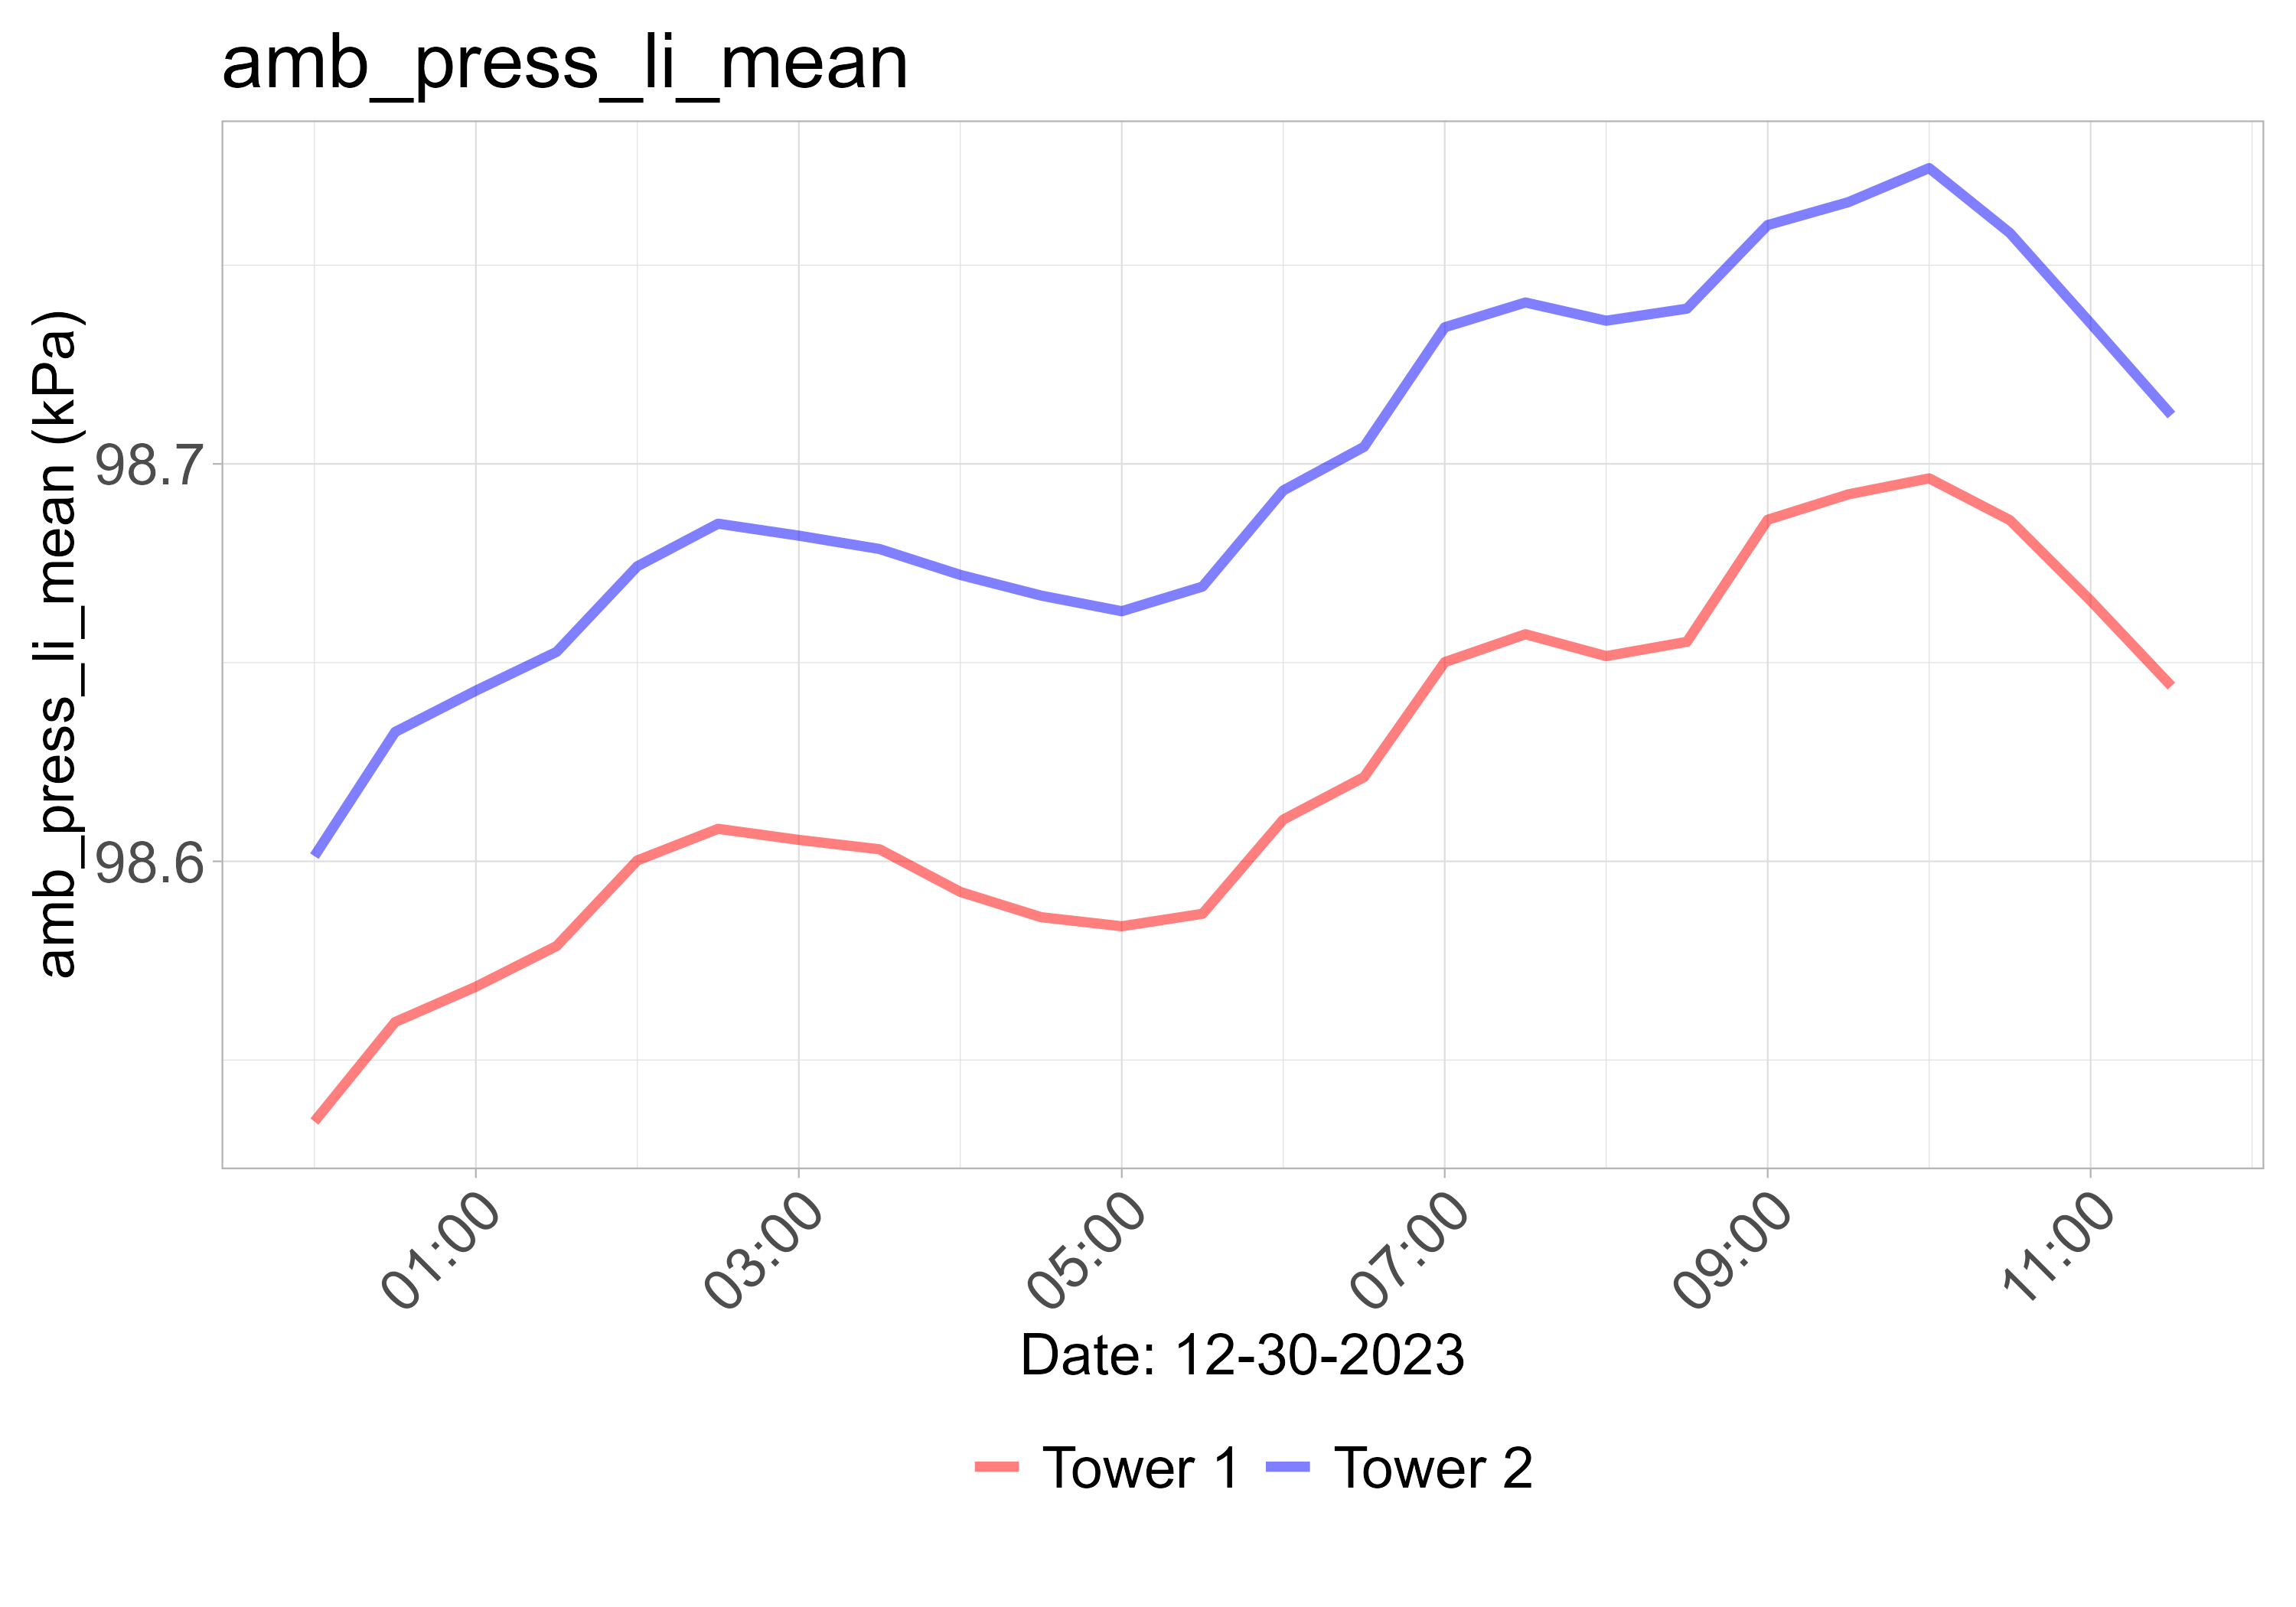 amb_press_li_mean
amb_press_li_mean (kPa)
98.7
98.6
01:00
03:00
05:00
07:00
09:00
11:00
Date: 12-30-2023
Tower 1
Tower 2